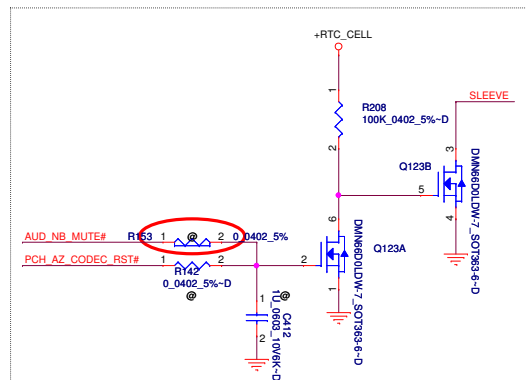 +RTC_CELL
SLEEVE
1
R208
100K_0402_5%~D
2
3
Q123B
5
4
DMN66D0LDW-7_SOT363-6~D
AUD_NB_MUTE#
R153
1
@
2
0_0402_5%
6
Q123A
DMN66D0LDW-7_SOT363-6~D
PCH_AZ_CODEC_RST#
1
2
2
R142
0_0402_5%~D
@
1
1
@
C412
1U_0603_10V6K~D
2